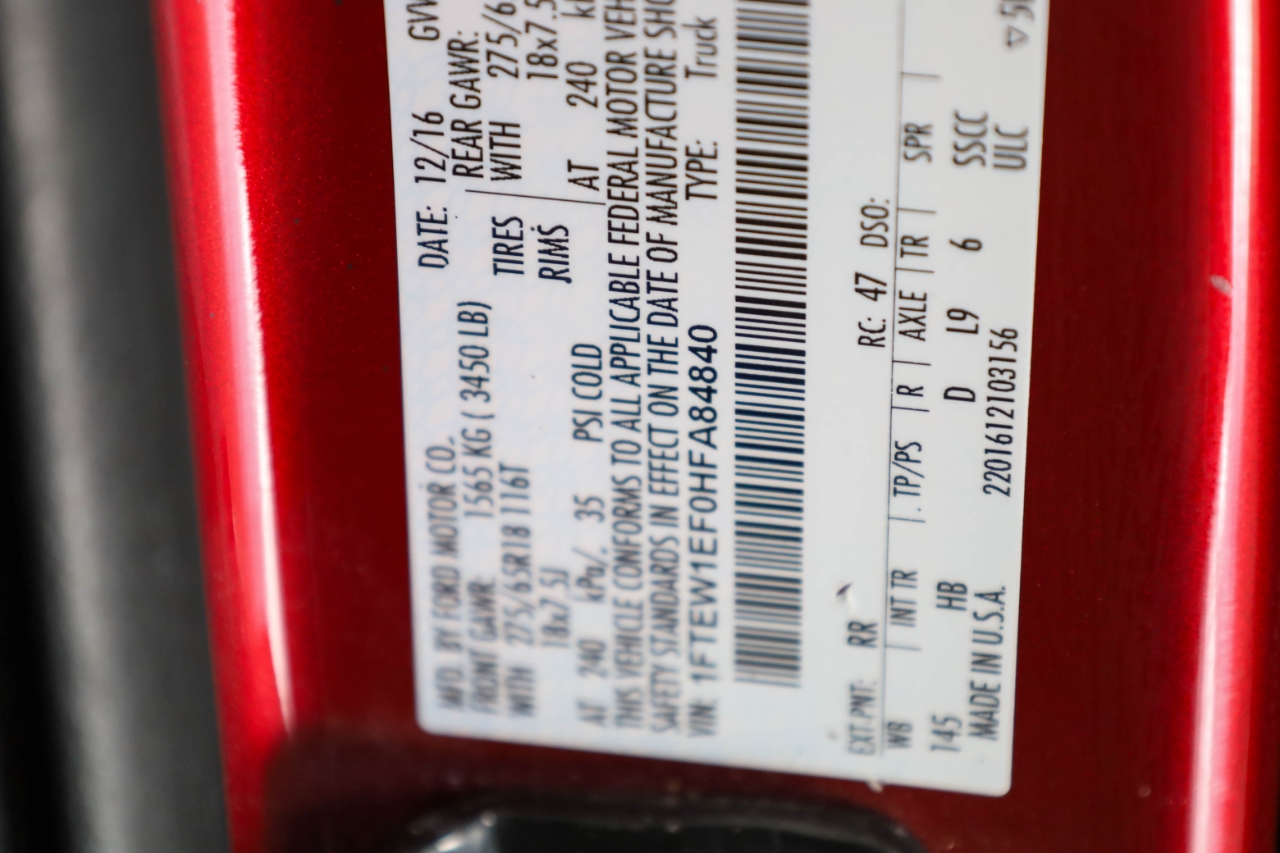 MFD. BY FORD MOTOR CO. DATE: 12/16
FRONT GAWR: 1565 KG ( 3450 LB) REAR GAWR:
WITH 275/65R18 116T TIRES WITH 275/6
18x7.5J RIMS 18x7.5
AT 240 kPa/. 35 PSI COLD AT 240
THIS VEHICLE CONFORMS TO ALL APPLICABLE FEDERAL MOTOR VEH
SAFETY STANDARDS IN EFFECT ON THE DATE OF MANUFACTURE SHO
VIN: 1FTEW1EF0HFA84840 TYPE: Truck
EXT PNT: RR RC: 47 DSO:
WB | INT TR | TP/PS | R | AXLE | TR | SPR |
145 HB D L9 6 SSCC
MADE IN U.S.A. 2201612103156 ULC